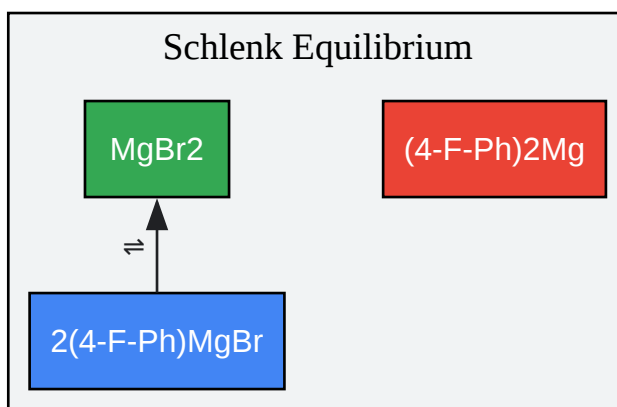 Schlenk Equilibrium
MgBr2
(4-F-Ph)2Mg
⇌
2(4-F-Ph)MgBr